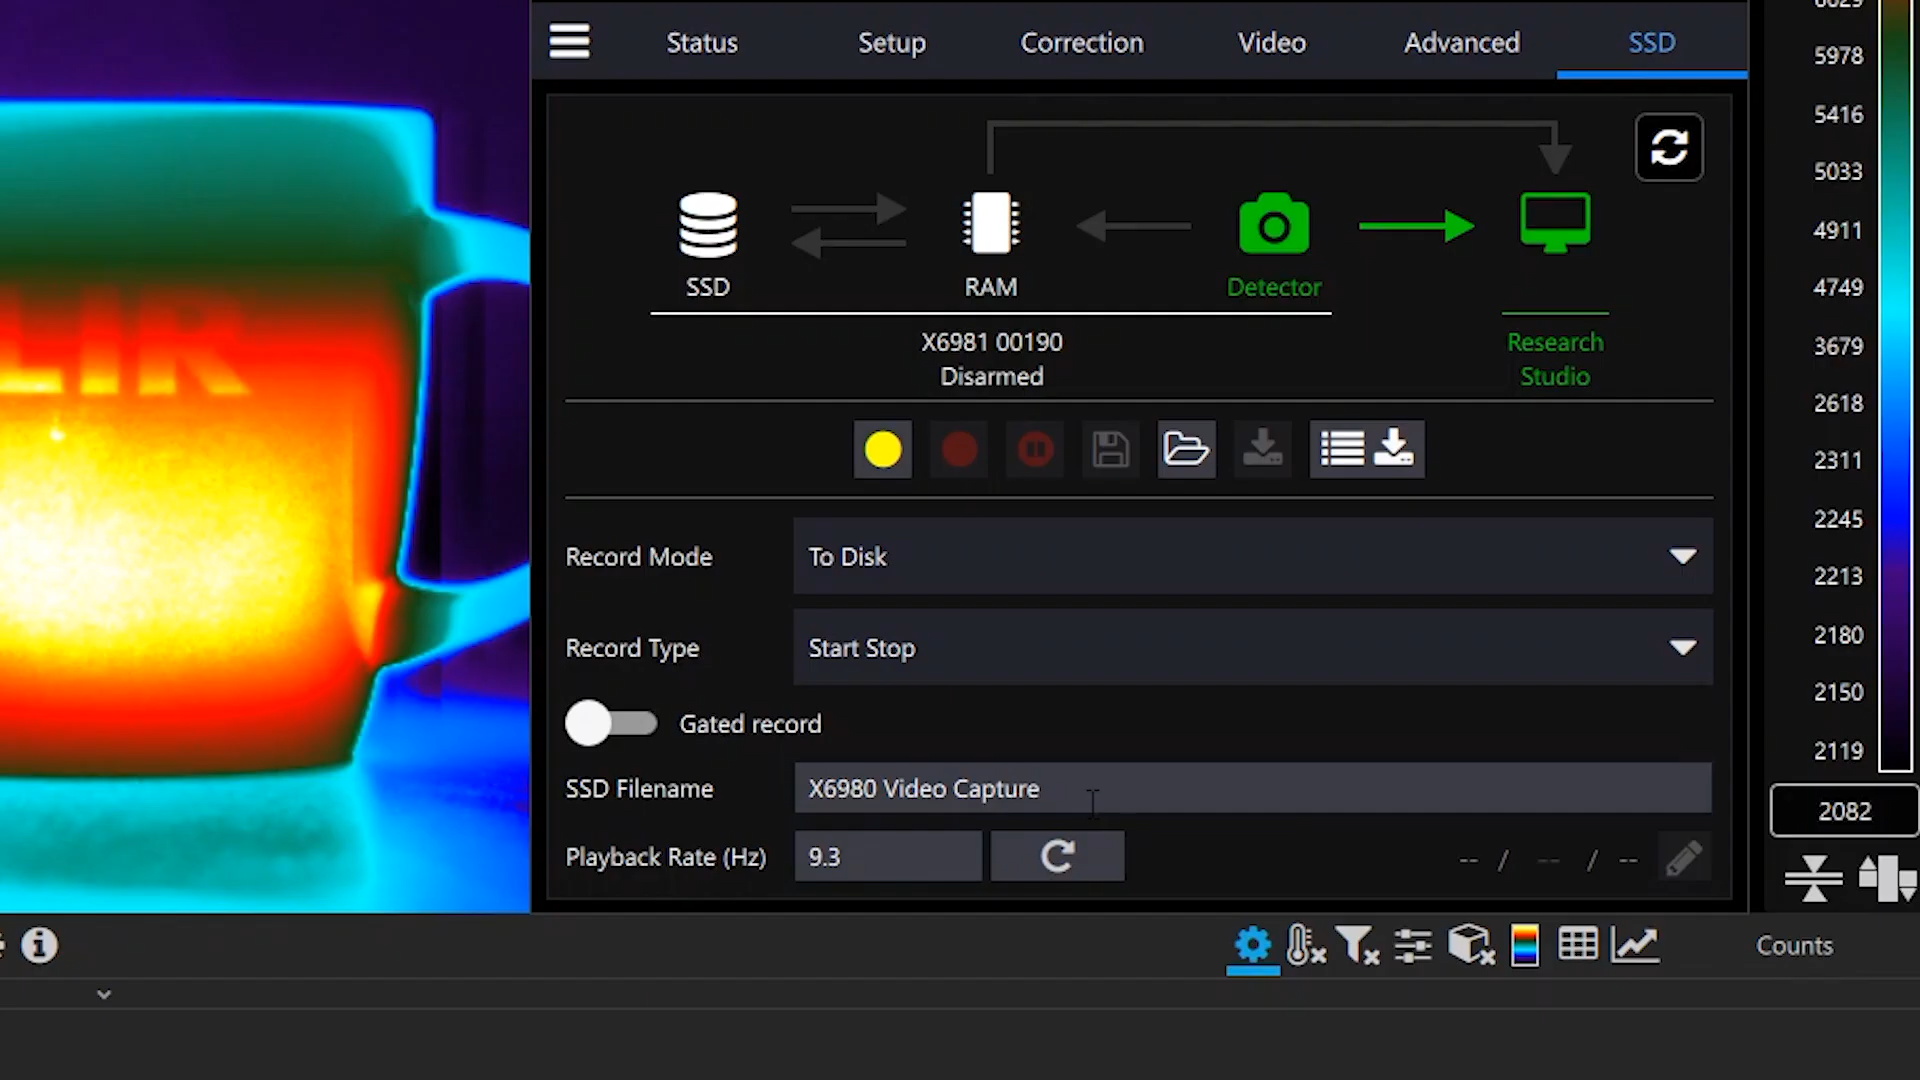 Status
Setup
Correction
Video
Advanced
SSD
5978
5416
5033
4911
4749
3679
2618
2311
2245
2213
2180
2150
2119
2082
SSD
RAM
Detector
X6981 00190
Disarmed
Research
Studio
Record Mode
To Disk
Record Type
Start Stop
Gated record
SSD Filename
X6980 Video Capture
Playback Rate (Hz)
9.3
-- / -- / --
Counts
LIR